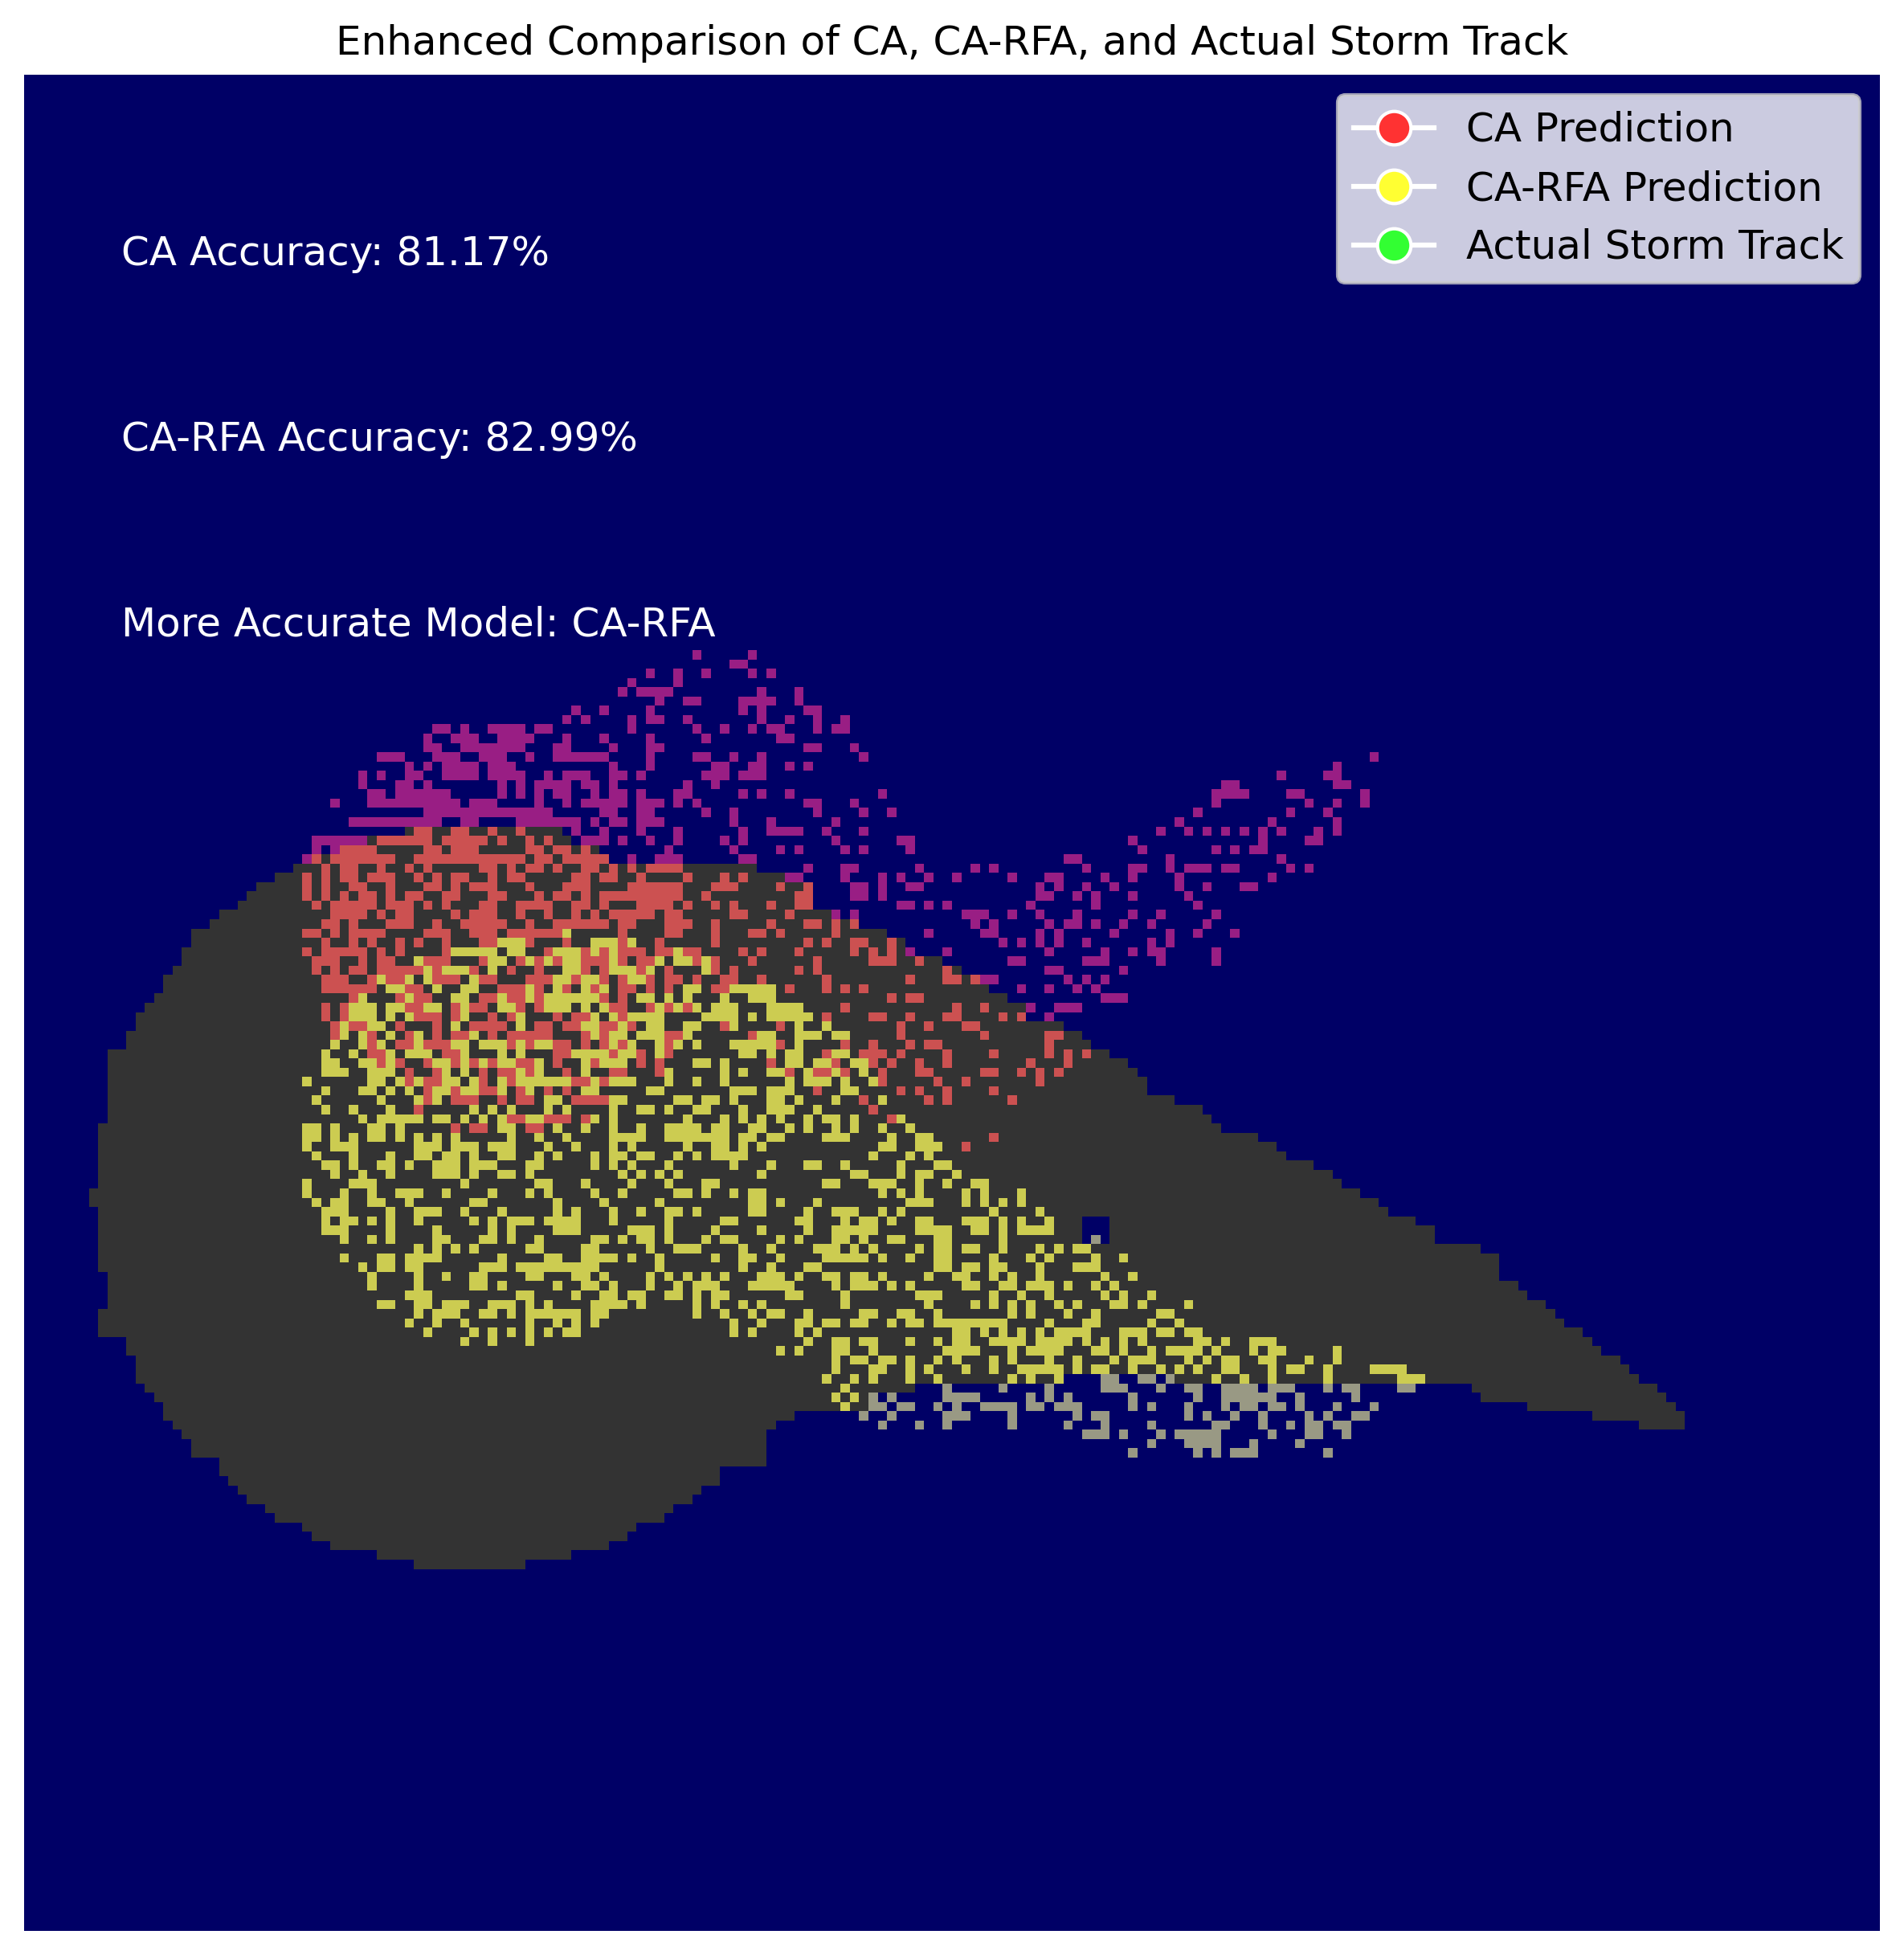 Enhanced Comparison of CA, CA-RFA, and Actual Storm Track
CA Prediction
CA-RFA Prediction
Actual Storm Track
CA Accuracy: 81.17%
CA-RFA Accuracy: 82.99%
More Accurate Model: CA-RFA